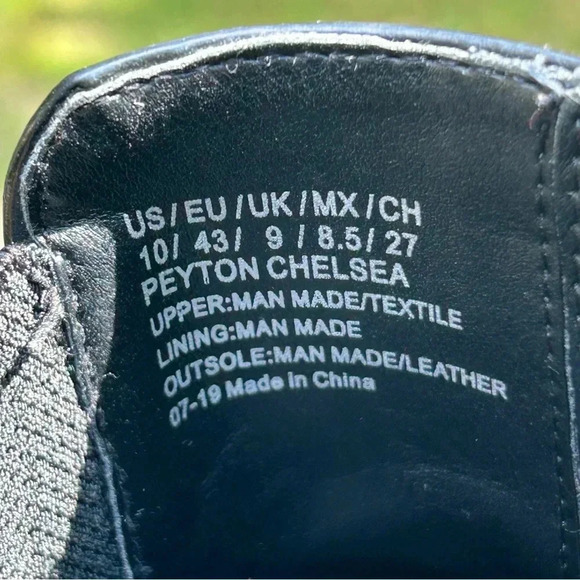 US/EU/UK/MX/CH
10/ 43/ 9 / 8.5/ 27
PEYTON CHELSEA
UPPER:MAN MADE/TEXTILE
LINING:MAN MADE
OUTSOLE:MAN MADE/LEATHER
07-19 Made in China